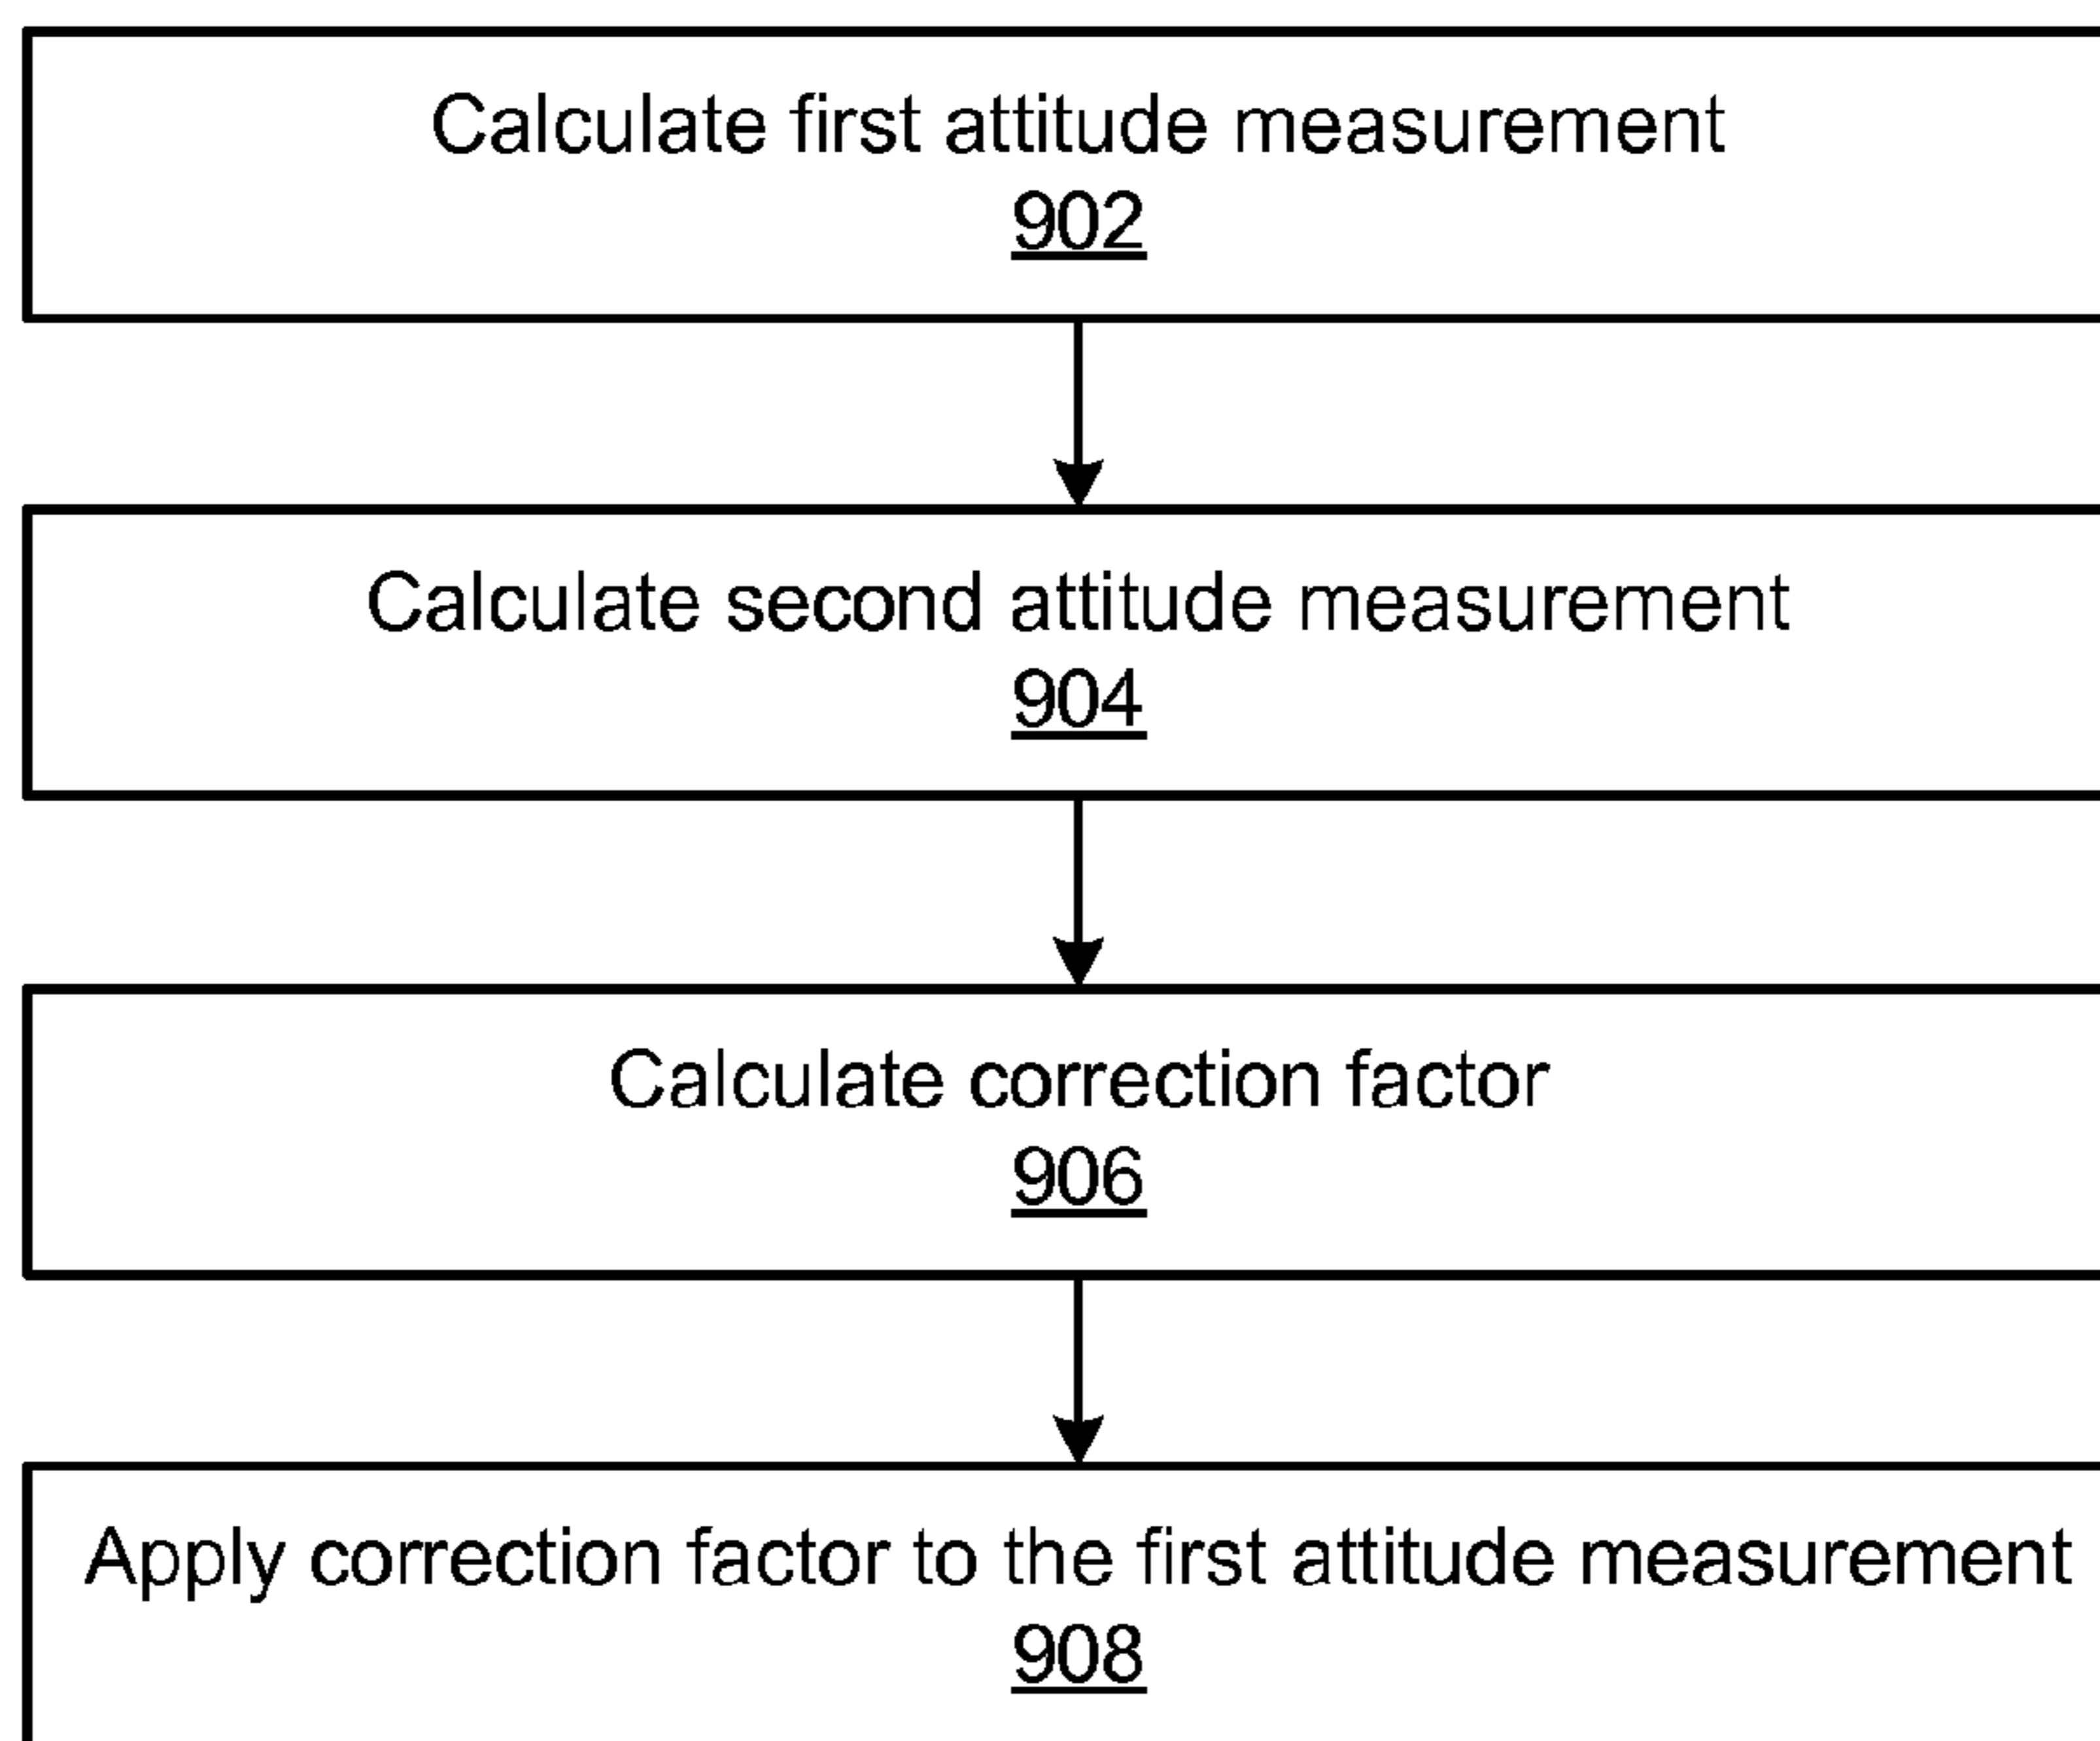 Calculate first attitude measurement
902
Calculate second attitude measurement
904
Calculate correction factor
906
Apply correction factor to the first attitude measurement
908